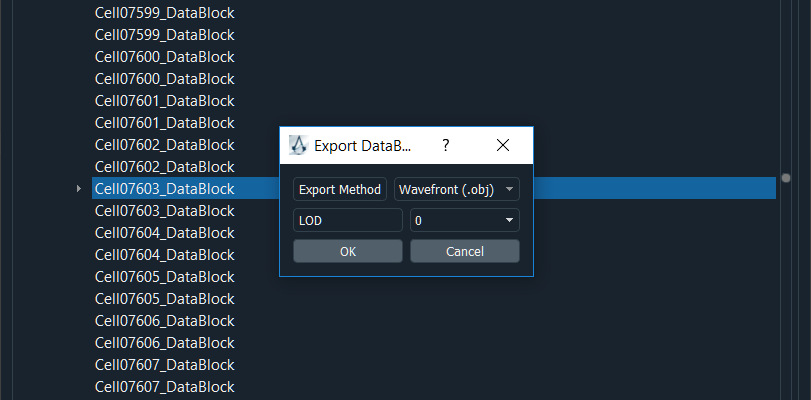 Cell07599_DataBlock
Cell07599_DataBlock
Cell07600_DataBlock
Cell07600_DataBlock
Cell07601_DataBlock
Cell07601_DataBlock
Cell07602_DataBlock
Cell07602_DataBlock
Cell07603_DataBlock
Cell07603_DataBlock
Cell07604_DataBlock
Cell07604_DataBlock
Cell07605_DataBlock
Cell07605_DataBlock
Cell07606_DataBlock
Cell07606_DataBlock
Cell07607_DataBlock
Cell07607_DataBlock
Export DataB... ?
Export Method Wavefront (.obj)
LOD 0
OK Cancel